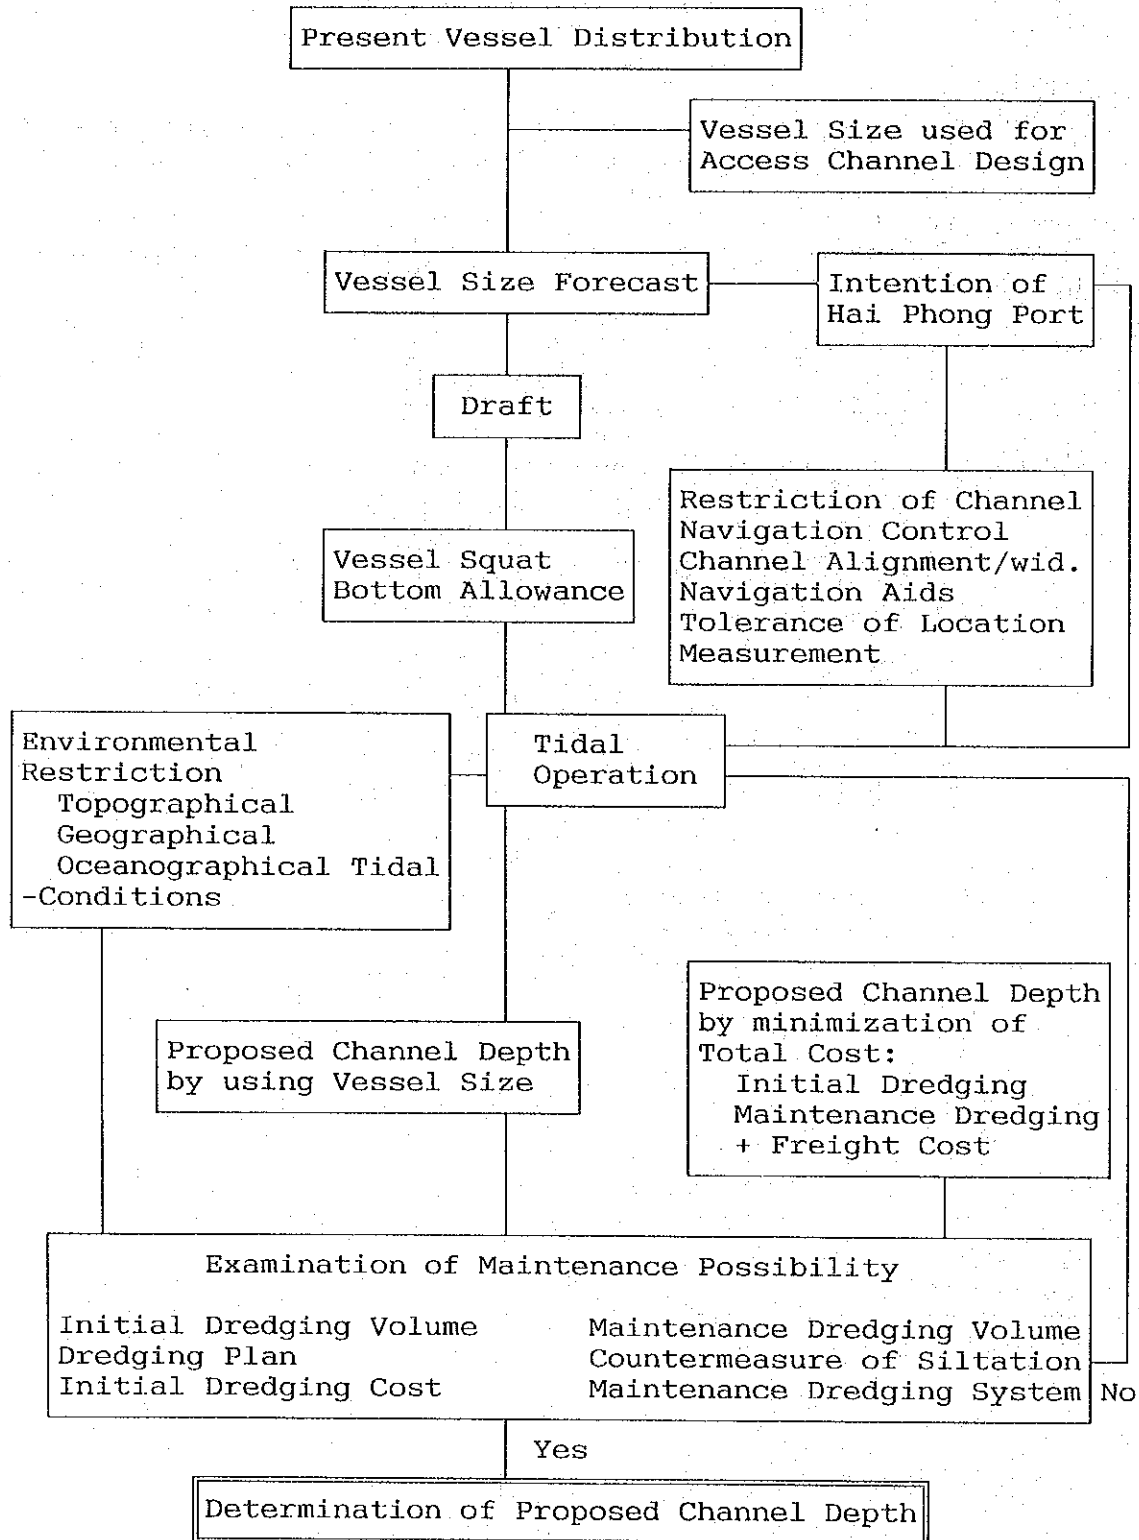 Present Vessel Distribution
Vessel Size used for
Access Channel Design
Vessel Size Forecast
Intention of
Hai Phong Port
Draft
Restriction of Channel
Navigation Control
Channel Alignment/wid.
Navigation Aids
Tolerance of Location
Measurement
Vessel Squat
Bottom Allowance
Environmental
Restriction
Topographical
Geographical
Oceanographical Tidal
-Conditions
Tidal
Operation
Proposed Channel Depth
by using Vessel Size
Proposed Channel Depth
by minimization of
Total Cost:
Initial Dredging
Maintenance Dredging
+ Freight Cost
Examination of Maintenance Possibility
Initial Dredging Volume
Dredging Plan
Initial Dredging Cost
Maintenance Dredging Volume
Countermeasure of Siltation
Maintenance Dredging System
No
Yes
Determination of Proposed Channel Depth